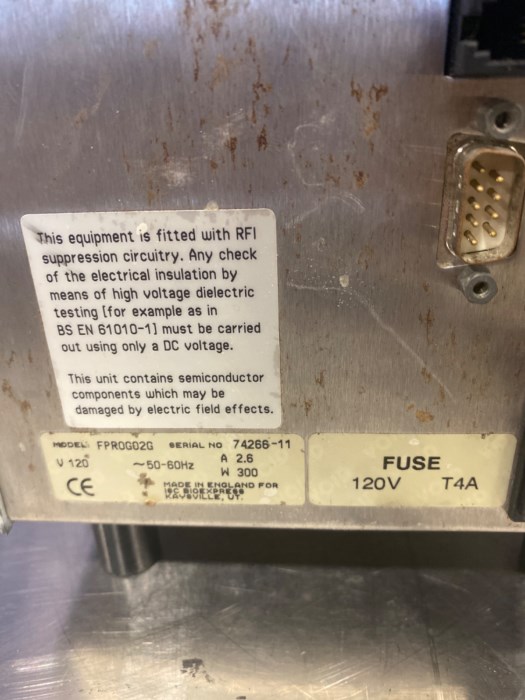 This equipment is fitted with RFI
suppression circuitry. Any check
of the electrical insulation by
means of high voltage dielectric
testing (for example as in
BS EN 61010-1) must be carried
out using only a DC voltage.
This unit contains semiconductor
components which may be
damaged by electric field effects.
MODEL: FPROG02G SERIAL NO 74266-11
V 120 ~50-60Hz A 2.6
W 300
CE
MADE IN ENGLAND FOR
ISC BIOEXPRESS
KAYSVILLE, UT.
FUSE
120V T4A